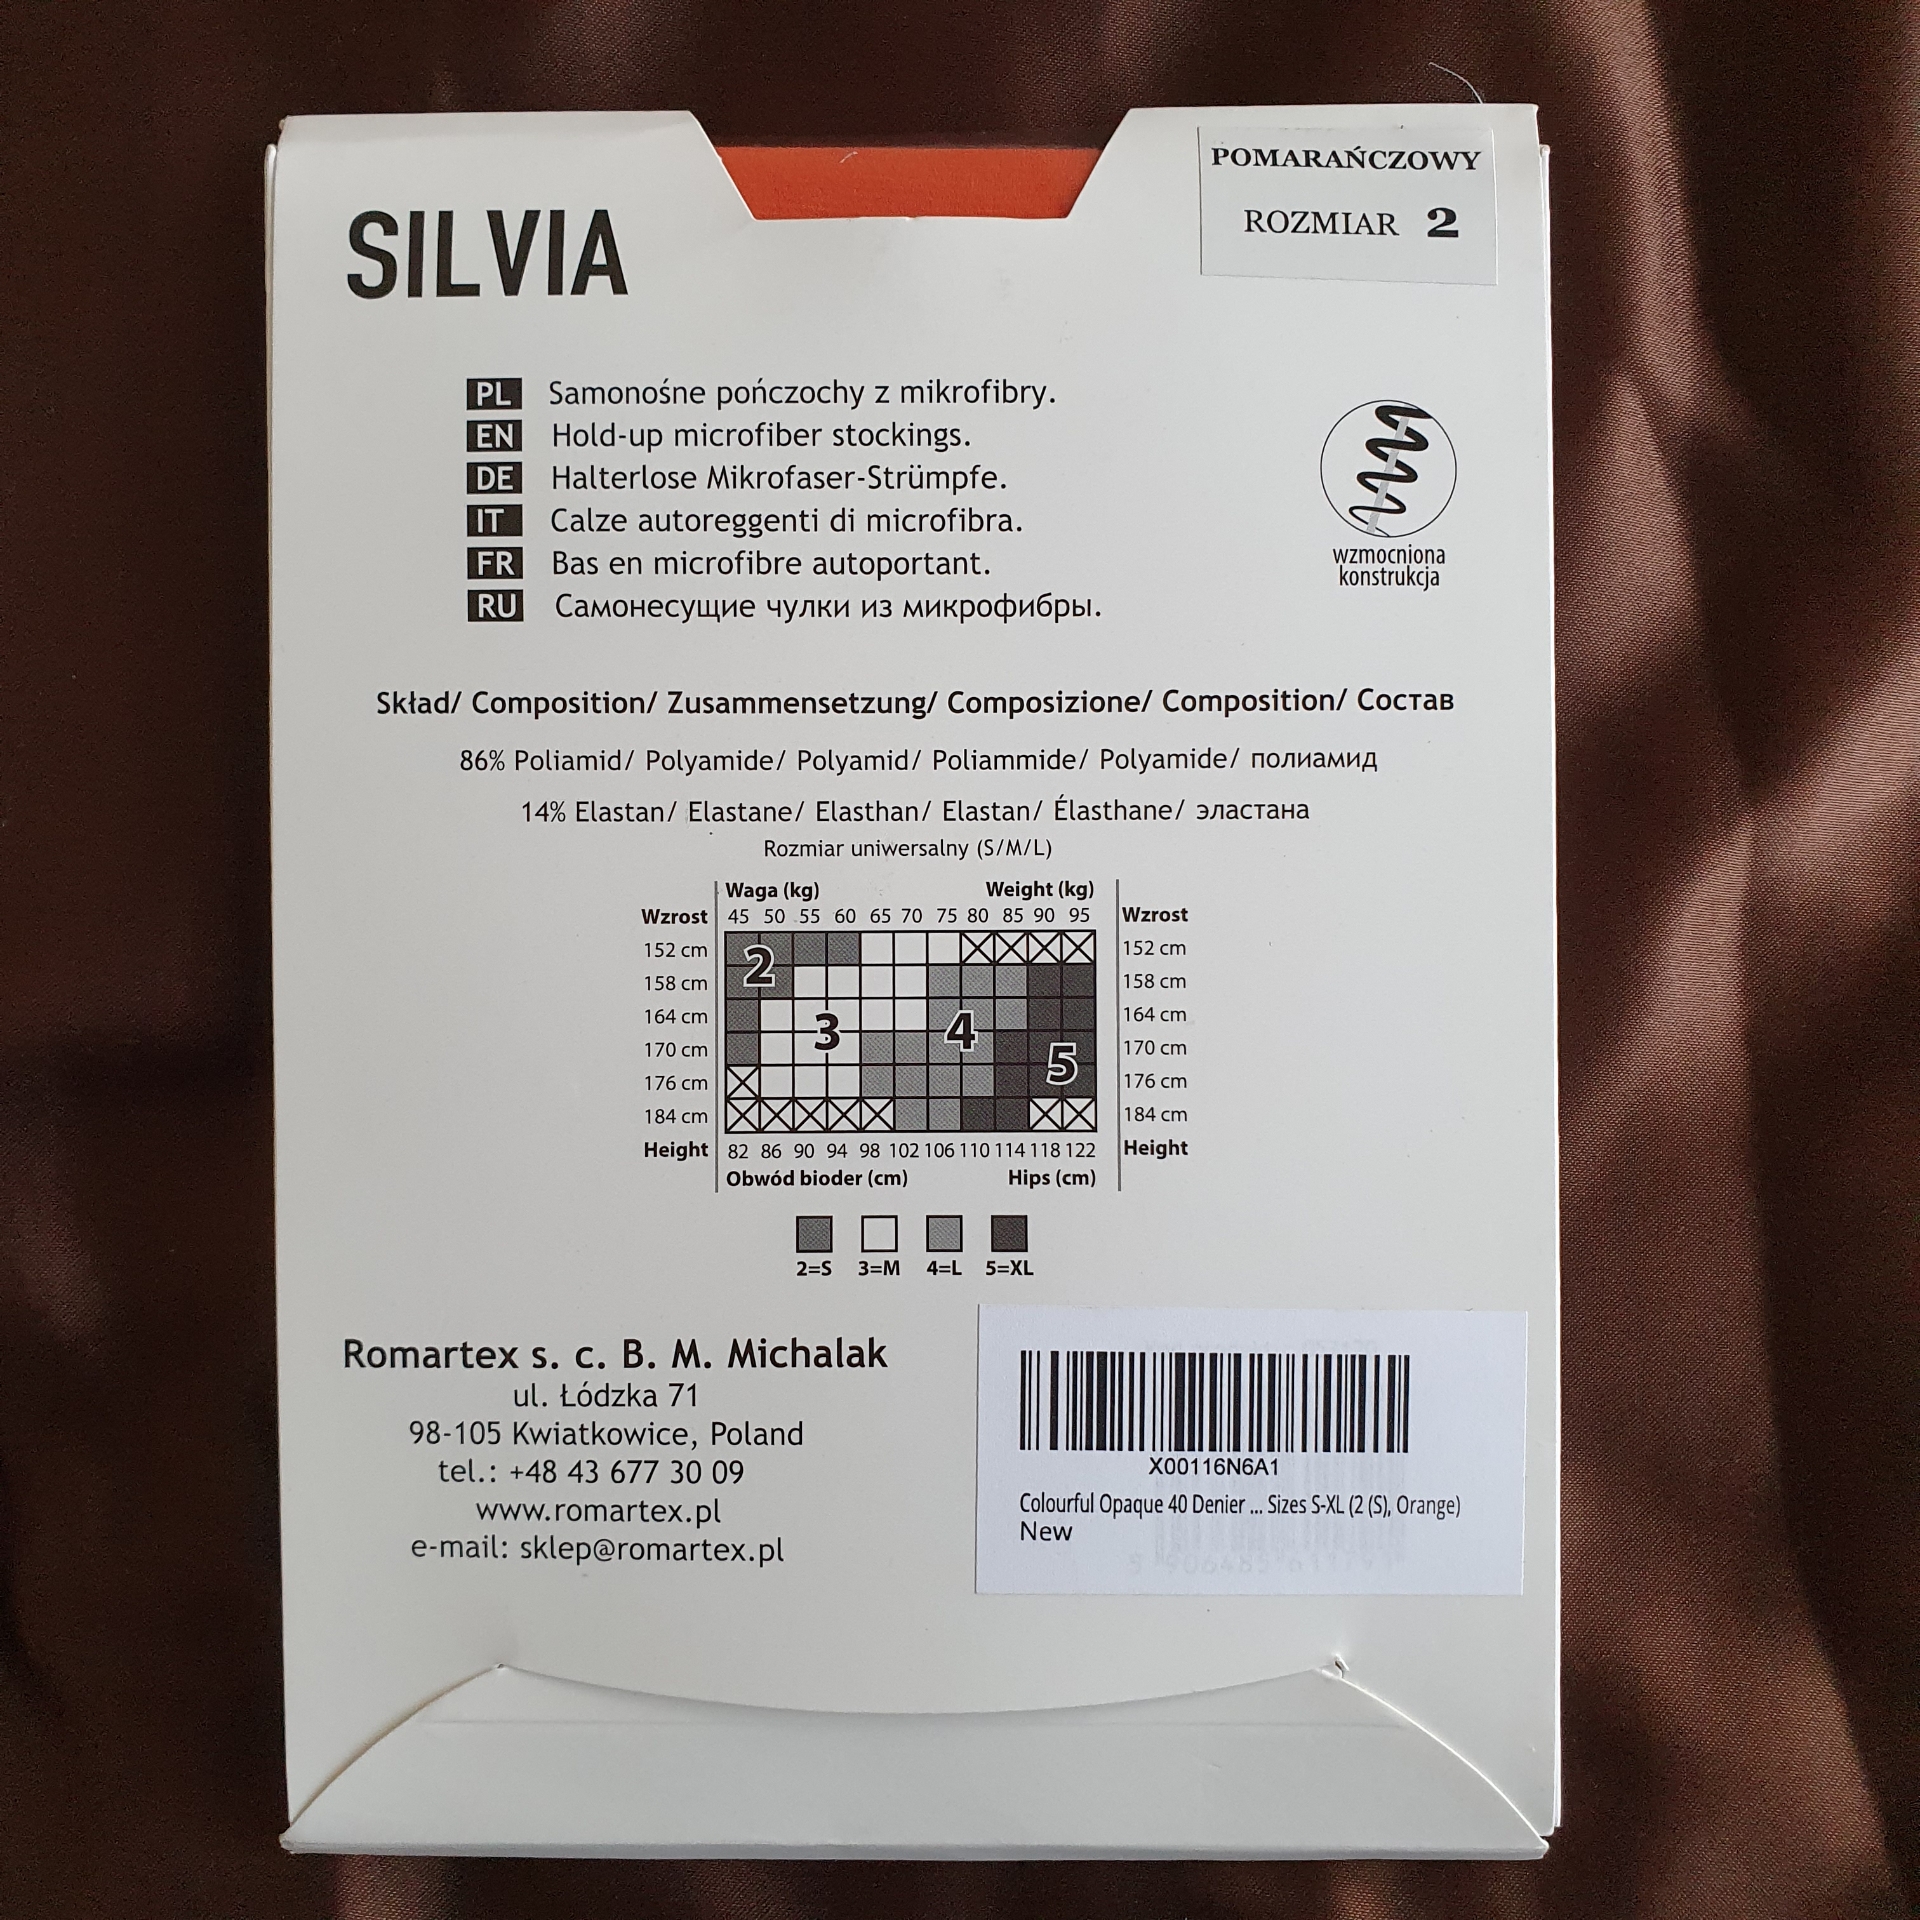 POMARAŃCZOWY
ROZMIAR 2
SILVIA
PL Samonośne pończochy z mikrofibry.
EN Hold-up microfiber stockings.
DE Halterlose Mikrofaser-Strümpfe.
IT Calze autoreggenti di microfibra.
FR Bas en microfibre autoportant.
RU Самонесущие чулки из микрофибры.
wzmocniona
konstrukcja
Skład/ Composition/ Zusammensetzung/ Composizione/ Composition/ Состав
86% Poliamid/ Polyamide/ Polyamid/ Poliammide/ Polyamide/ полиамид
14% Elastan/ Elastane/ Elasthan/ Elastan/ Élasthane/ эластана
Rozmiar uniwersalny (S/M/L)
Waga (kg) Weight (kg)
Wzrost 45 50 55 60 65 70 75 80 85 90 95 Wzrost
152 cm 152 cm
2
158 cm 158 cm
164 cm 164 cm
3 4
170 cm 170 cm
5
176 cm 176 cm
184 cm 184 cm
Height 82 86 90 94 98 102 106 110 114 118 122 Height
Obwód bioder (cm) Hips (cm)
2=S 3=M 4=L 5=XL
Romartex s. c. B. M. Michalak
ul. Łódzka 71
98-105 Kwiatkowice, Poland
tel.: +48 43 677 30 09
www.romartex.pl
e-mail: sklep@romartex.pl
X00116N6A1
Colourful Opaque 40 Denier ... Sizes S-XL (2 (S), Orange)
New